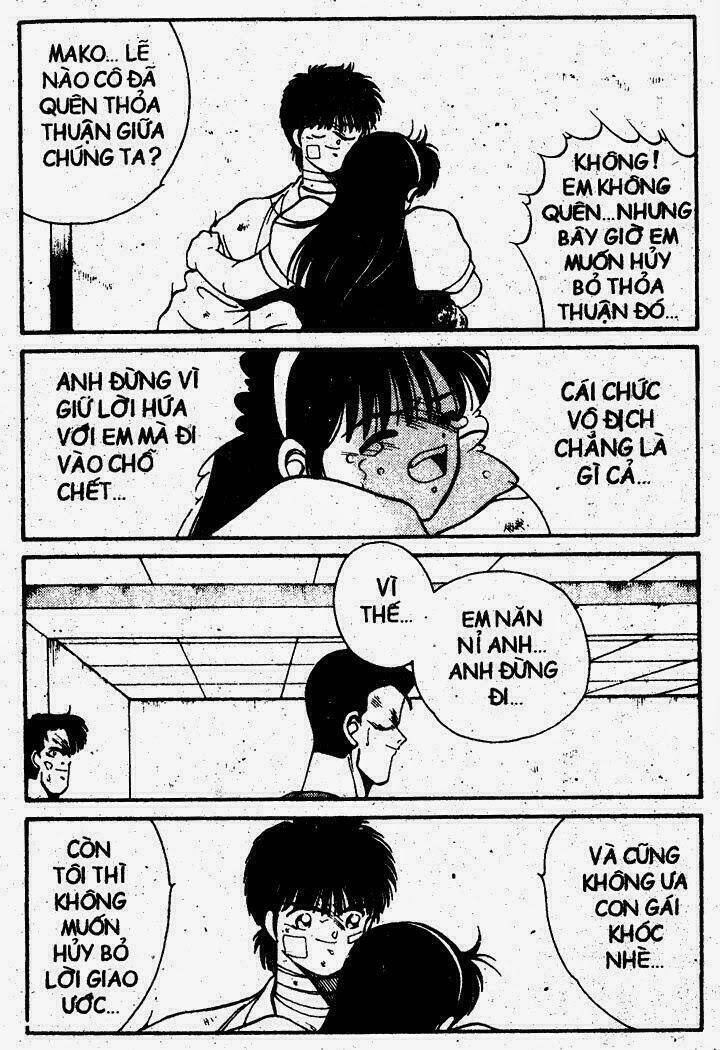 MAKO... LẼ
NÀO CÔ ĐÃ
QUÊN THỎA
THUẬN GIỮA
CHÚNG TA?
KHÔNG!
EM KHÔNG
QUÊN...NHƯNG
BÂY GIỜ EM
MUỐN HỦY
BỎ THỎA
THUẬN ĐÓ...
ANH ĐỪNG VÌ
GIỮ LỜI HỨA
VỚI EM MÀ ĐI
VÀO CHỖ
CHẾT...
CÁI CHỨC
VÔ ĐỊCH
CHẲNG LÀ
GÌ CẢ...
VÌ
THẾ...
EM NĂN
NỈ ANH...
ANH ĐỪNG
ĐI...
CÒN
TÔI THÌ
KHÔNG
MUỐN
HỦY BỎ
LỜI GIAO
ƯỚC...
VÀ CŨNG
KHÔNG ƯA
CON GÁI
KHÓC
NHÈ...